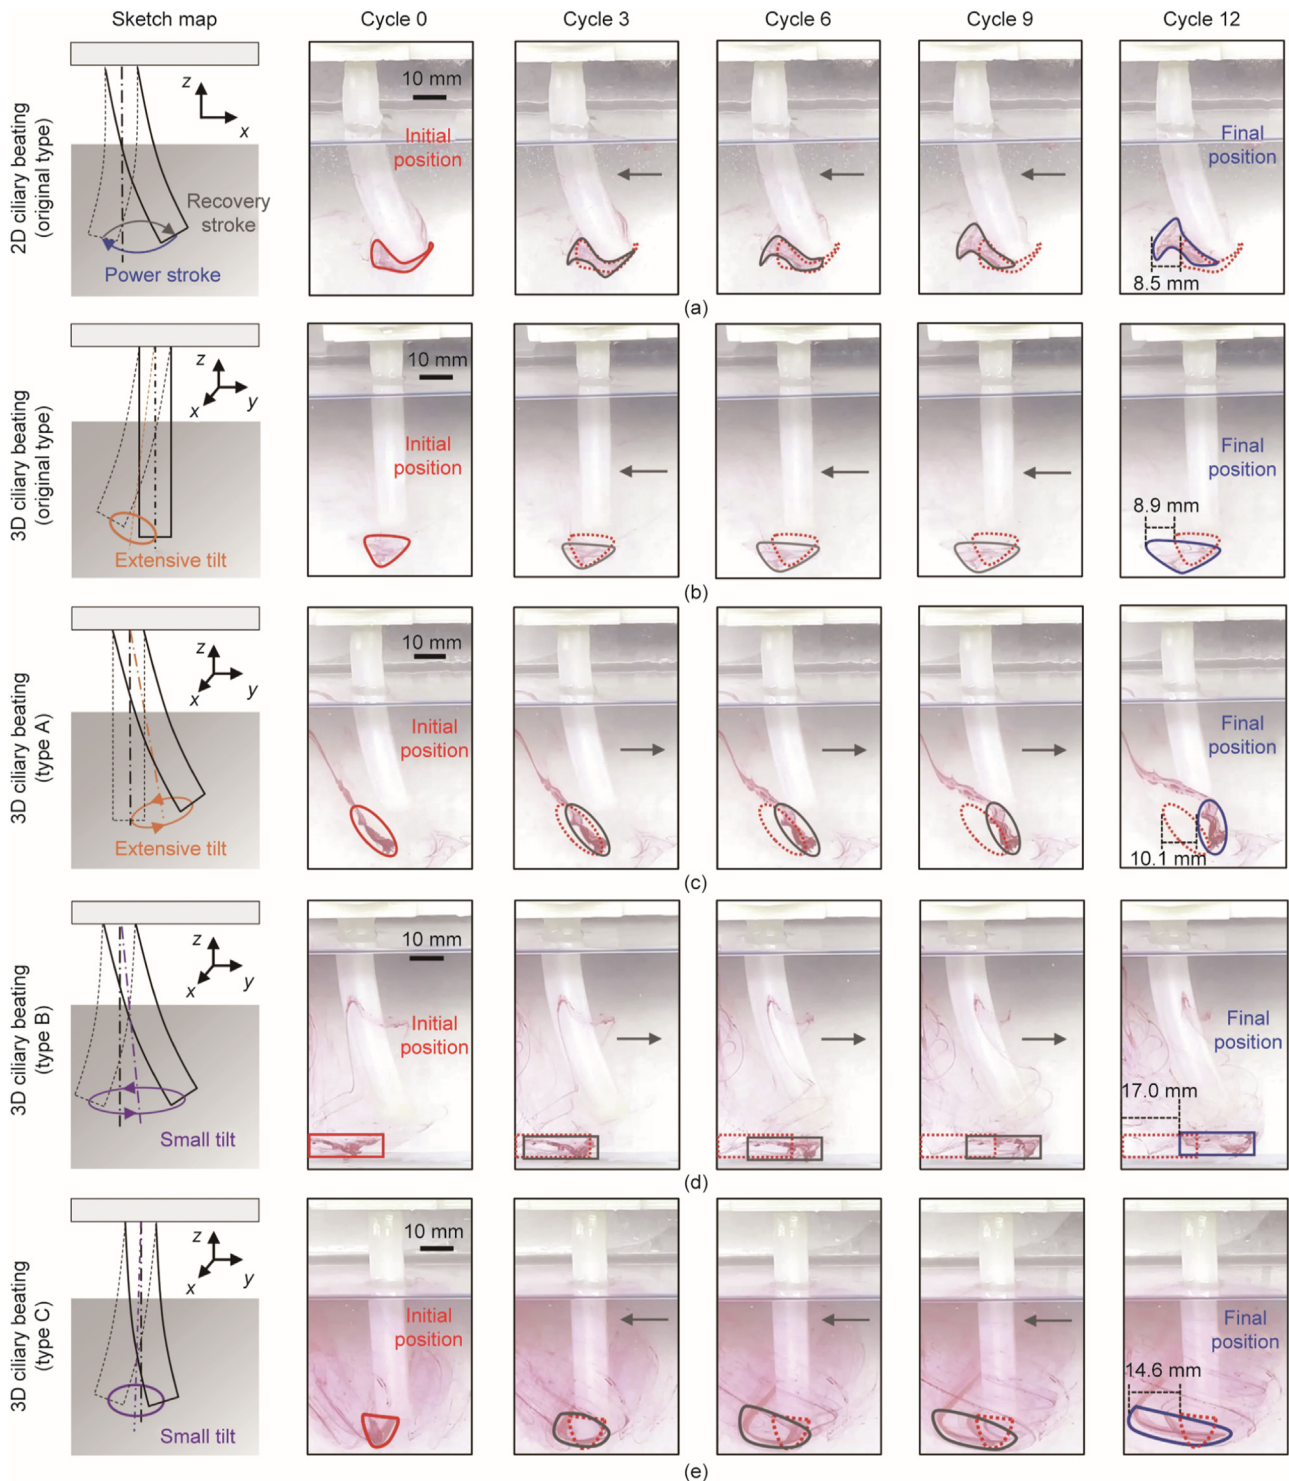 Sketch map
Cycle 0
Cycle 3
Cycle 6
Cycle 9
Cycle 12
2D ciliary beating
(original type)
z
x
Recovery
stroke
Power stroke
10 mm
Initial
position
Final
position
8.5 mm
(a)
3D ciliary beating
(original type)
z
y
x
Extensive tilt
10 mm
Initial
position
Final
position
8.9 mm
(b)
3D ciliary beating
(type A)
z
y
x
Extensive tilt
10 mm
Initial
position
Final
position
10.1 mm
(c)
3D ciliary beating
(type B)
z
y
x
Small tilt
10 mm
Initial
position
Final
position
17.0 mm
(d)
3D ciliary beating
(type C)
z
y
x
Small tilt
10 mm
Initial
position
Final
position
14.6 mm
(e)